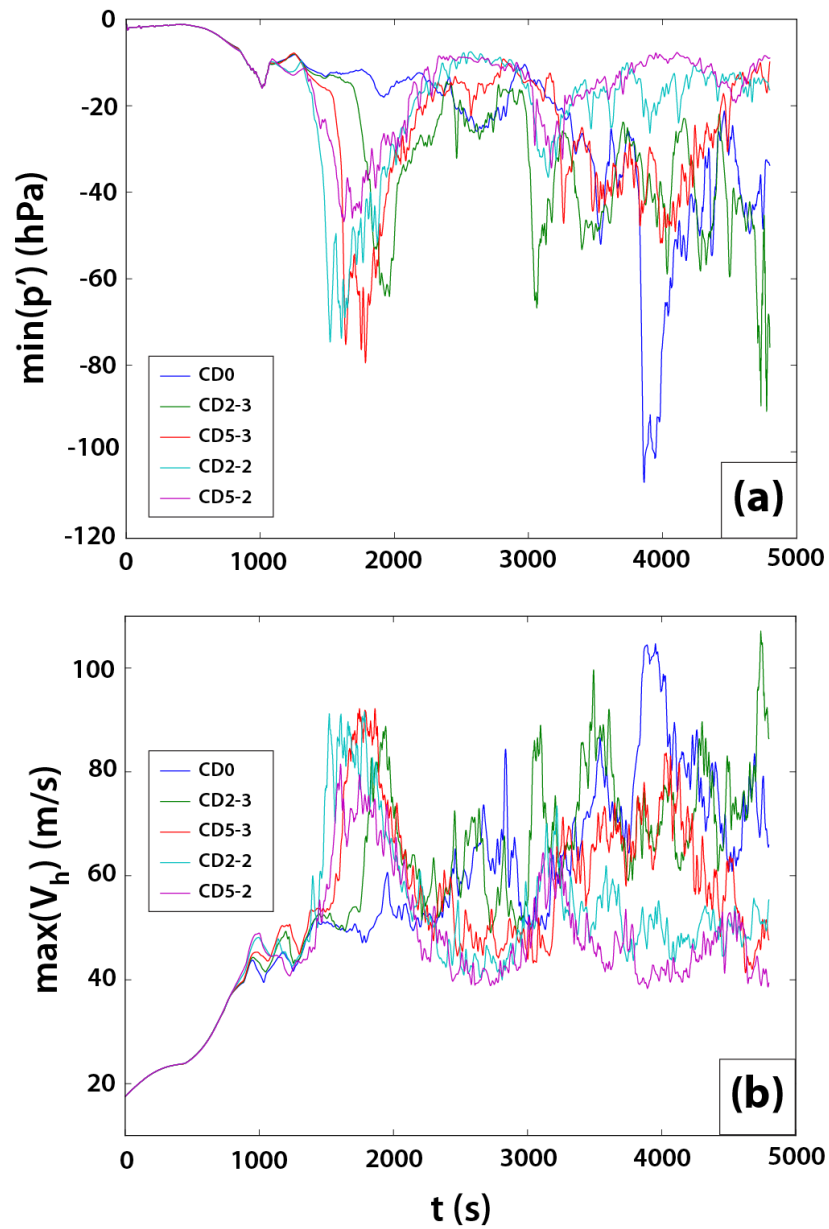 0
-20
-40
-60
-80
-100
-120
min(p') (hPa)
CD0
CD2-3
CD5-3
CD2-2
CD5-2
(a)
0 1000 2000 3000 4000 5000
100
80
60
40
20
max(V_h) (m/s)
CD0
CD2-3
CD5-3
CD2-2
CD5-2
(b)
0 1000 2000 3000 4000 5000
t (s)